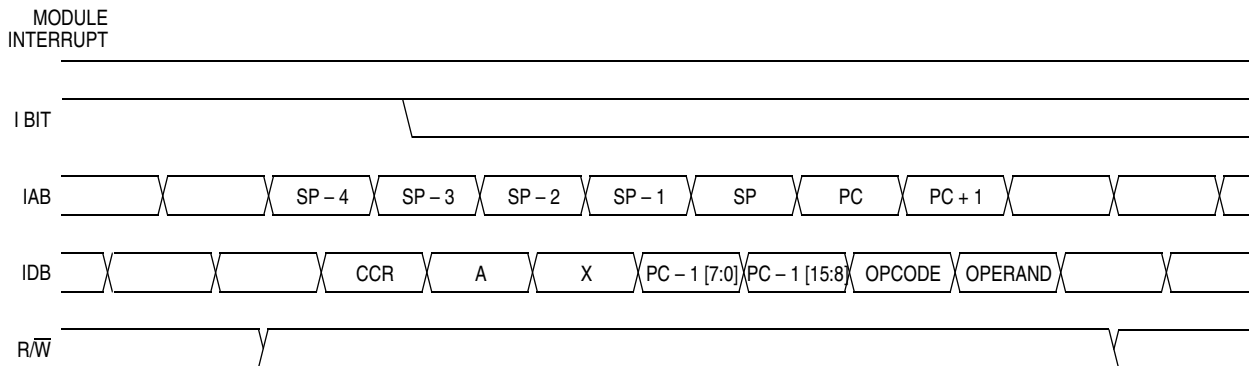 MODULE
INTERRUPT
I BIT
IAB SP – 4 SP – 3 SP – 2 SP – 1 SP PC PC + 1
IDB CCR A X PC – 1 [7:0] PC – 1 [15:8] OPCODE OPERAND
R/W̅